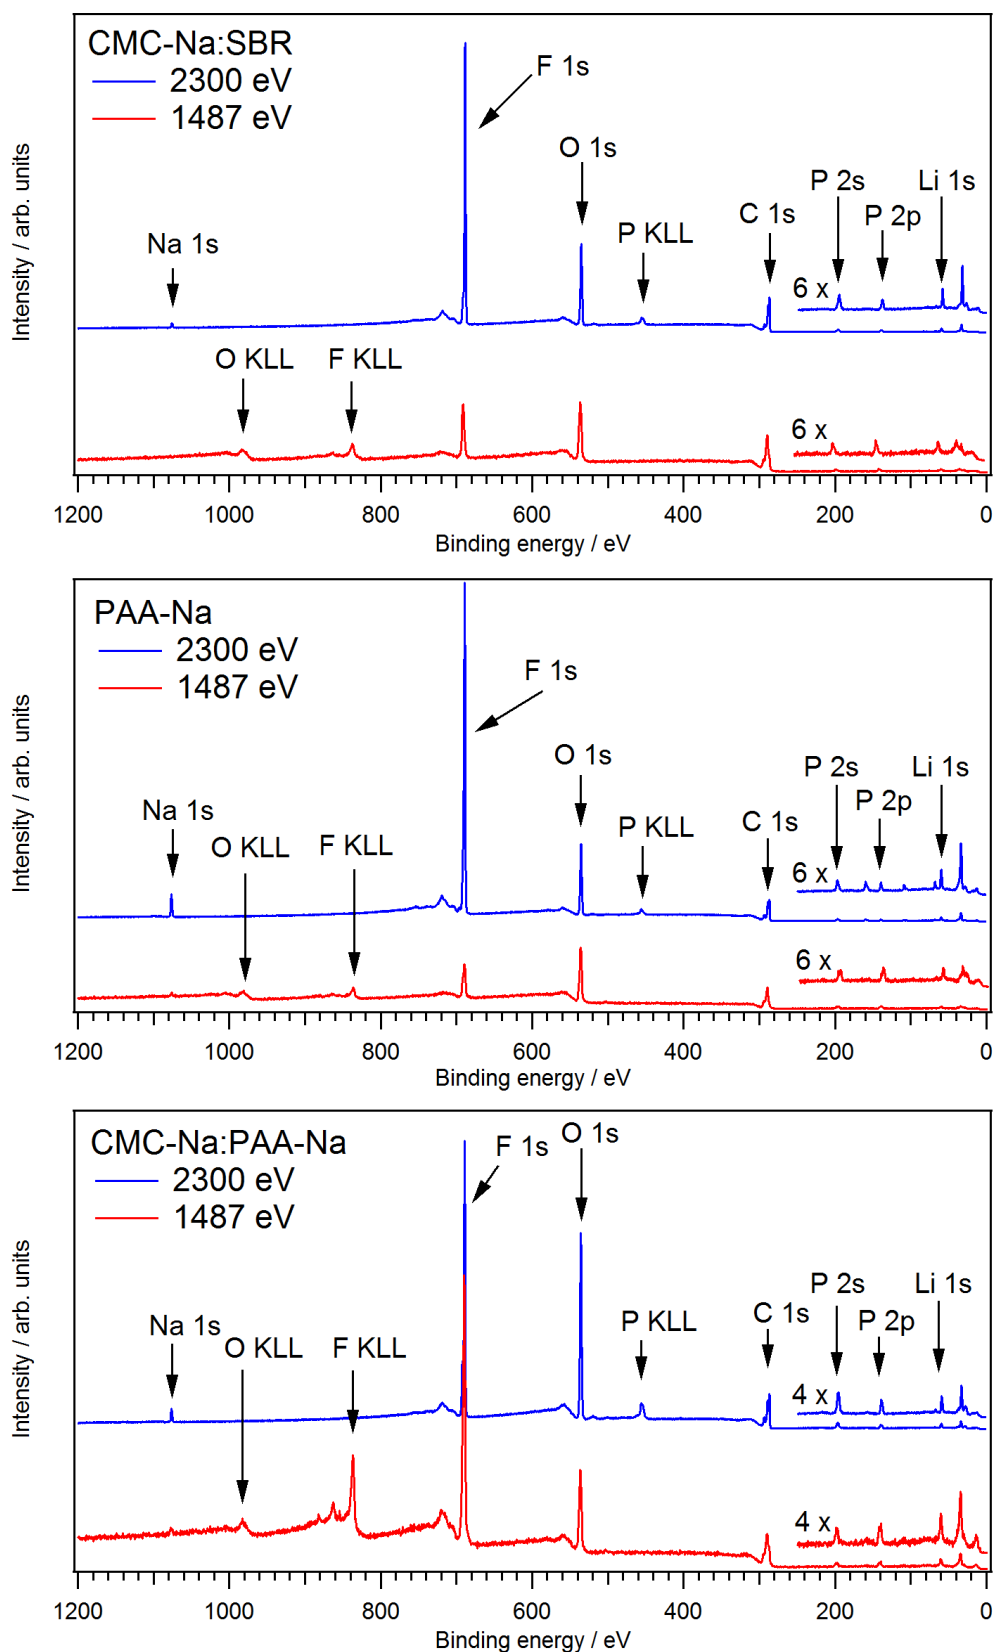 CMC-Na:SBR
2300 eV
1487 eV
F 1s
O 1s
P 2s
Li 1s
P 2p
C 1s
P KLL
Na 1s
6 x
O KLL
F KLL
6 x
Intensity / arb. units
1200
1000
800
600
400
200
0
Binding energy / eV
PAA-Na
2300 eV
1487 eV
F 1s
O 1s
P 2s
Li 1s
P 2p
C 1s
P KLL
Na 1s
O KLL
F KLL
6 x
6 x
Intensity / arb. units
1200
1000
800
600
400
200
0
Binding energy / eV
CMC-Na:PAA-Na
2300 eV
1487 eV
F 1s
O 1s
P 2s
Li 1s
C 1s
P 2p
P KLL
Na 1s
O KLL
F KLL
4 x
4 x
Intensity / arb. units
1200
1000
800
600
400
200
0
Binding energy / eV